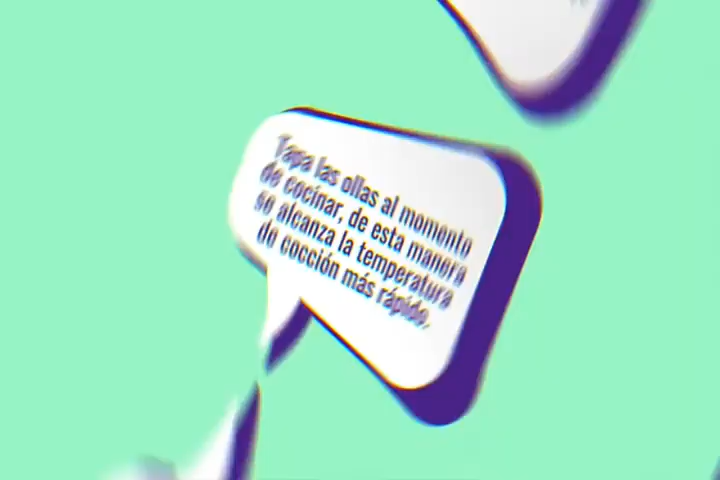 Tapa las ollas al momento
de cocinar, de esta manera
se alcanza la temperatura
de cocción más rápido.